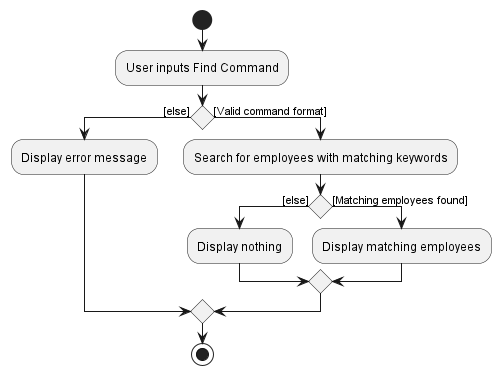 User inputs Find Command
[else]
[Valid command format]
Display error message
Search for employees with matching keywords
[else]
[Matching employees found]
Display nothing
Display matching employees